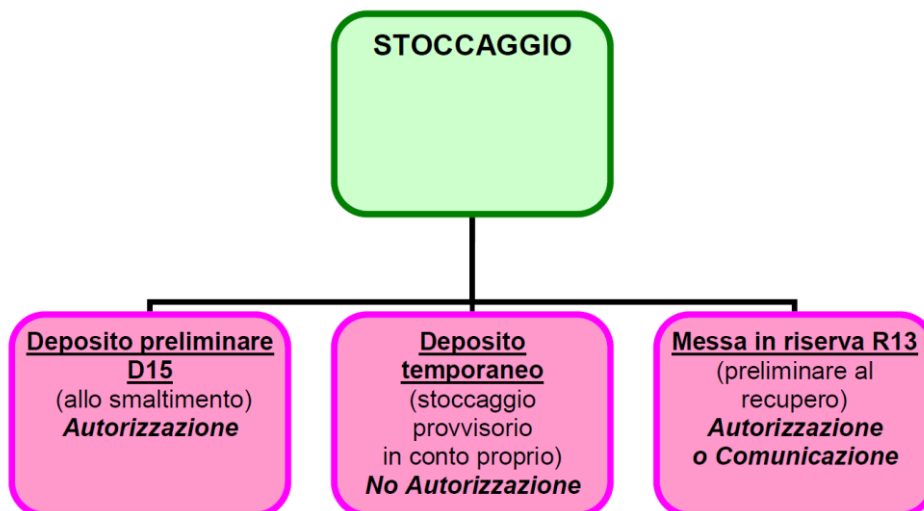 STOCCAGGIO
Deposito preliminare
D15
(allo smaltimento)
Autorizzazione
Deposito
temporaneo
(stoccaggio
provvisorio
in conto proprio)
No Autorizzazione
Messa in riserva R13
(preliminare al
recupero)
Autorizzazione
o Comunicazione